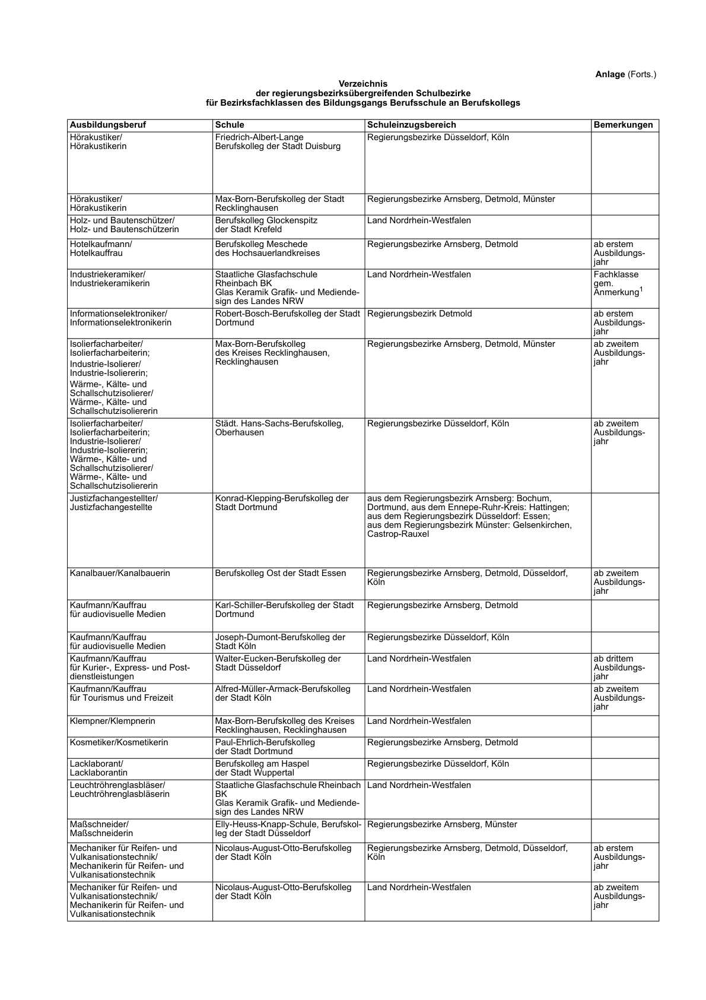 Anlage (Forts.)
Verzeichnis
der regierungsbezirksübergreifenden Schulbezirke
für Bezirksfachklassen des Bildungsgangs Berufsschule an Berufskollegs
Ausbildungsberuf Schule Schuleinzugsbereich Bemerkungen
Hörakustiker/ Friedrich-Albert-Lange Regierungsbezirke Düsseldorf, Köln
Hörakustikerin Berufskolleg der Stadt Duisburg
Hörakustiker/ Max-Born-Berufskolleg der Stadt Regierungsbezirke Arnsberg, Detmold, Münster
Hörakustikerin Recklinghausen
Holz- und Bautenschützer/ Berufskolleg Glockenspitz Land Nordrhein-Westfalen
Holz- und Bautenschützerin der Stadt Krefeld
Hotelkaufmann/ Berufskolleg Meschede Regierungsbezirke Arnsberg, Detmold ab erstem
Hotelkauffrau des Hochsauerlandkreises Ausbildungs-
jahr
Industriekeramiker/ Staatliche Glasfachschule Land Nordrhein-Westfalen Fachklasse
Industriekeramikerin Rheinbach BK gem.
Glas Keramik Grafik- und Mediende- Anmerkung1
sign des Landes NRW
Informationselektroniker/ Robert-Bosch-Berufskolleg der Stadt Regierungsbezirk Detmold ab erstem
Informationselektronikerin Dortmund Ausbildungs-
jahr
Isolierfacharbeiter/ Max-Born-Berufskolleg Regierungsbezirke Arnsberg, Detmold, Münster ab zweitem
Isolierfacharbeiterin; des Kreises Recklinghausen, Ausbildungs-
Industrie-Isolierer/ Recklinghausen jahr
Industrie-Isoliererin;
Wärme-, Kälte- und
Schallschutzisolierer/
Wärme-, Kälte- und
Schallschutzisoliererin
Isolierfacharbeiter/ Städt. Hans-Sachs-Berufskolleg, Regierungsbezirke Düsseldorf, Köln ab zweitem
Isolierfacharbeiterin; Oberhausen Ausbildungs-
Industrie-Isolierer/ jahr
Industrie-Isoliererin;
Wärme-, Kälte- und
Schallschutzisolierer/
Wärme-, Kälte- und
Schallschutzisoliererin
Justizfachangestellter/ Konrad-Klepping-Berufskolleg der aus dem Regierungsbezirk Arnsberg: Bochum,
Justizfachangestellte Stadt Dortmund Dortmund, aus dem Ennepe-Ruhr-Kreis: Hattingen;
aus dem Regierungsbezirk Düsseldorf: Essen;
aus dem Regierungsbezirk Münster: Gelsenkirchen,
Castrop-Rauxel
Kanalbauer/Kanalbauerin Berufskolleg Ost der Stadt Essen Regierungsbezirke Arnsberg, Detmold, Düsseldorf, ab zweitem
Köln Ausbildungs-
jahr
Kaufmann/Kauffrau Karl-Schiller-Berufskolleg der Stadt Regierungsbezirke Arnsberg, Detmold
für audiovisuelle Medien Dortmund
Kaufmann/Kauffrau Joseph-Dumont-Berufskolleg der Regierungsbezirke Düsseldorf, Köln
für audiovisuelle Medien Stadt Köln
Kaufmann/Kauffrau Walter-Eucken-Berufskolleg der Land Nordrhein-Westfalen ab drittem
für Kurier-, Express- und Post- Stadt Düsseldorf Ausbildungs-
dienstleistungen jahr
Kaufmann/Kauffrau Alfred-Müller-Armack-Berufskolleg Land Nordrhein-Westfalen ab zweitem
für Tourismus und Freizeit der Stadt Köln Ausbildungs-
jahr
Klempner/Klempnerin Max-Born-Berufskolleg des Kreises Land Nordrhein-Westfalen
Recklinghausen, Recklinghausen
Kosmetiker/Kosmetikerin Paul-Ehrlich-Berufskolleg Regierungsbezirke Arnsberg, Detmold
der Stadt Dortmund
Lacklaborant/ Berufskolleg am Haspel Regierungsbezirke Düsseldorf, Köln
Lacklaborantin der Stadt Wuppertal
Leuchtröhrenglasbläser/ Staatliche Glasfachschule Rheinbach Land Nordrhein-Westfalen
Leuchtröhrenglasbläserin BK
Glas Keramik Grafik- und Mediende-
sign des Landes NRW
Maßschneider/ Elly-Heuss-Knapp-Schule, Berufskol- Regierungsbezirke Arnsberg, Münster
Maßschneiderin leg der Stadt Düsseldorf
Mechaniker für Reifen- und Nicolaus-August-Otto-Berufskolleg Regierungsbezirke Arnsberg, Detmold, Düsseldorf, ab erstem
Vulkanisationstechnik/ der Stadt Köln Köln Ausbildungs-
Mechanikerin für Reifen- und jahr
Vulkanisationstechnik
Mechaniker für Reifen- und Nicolaus-August-Otto-Berufskolleg Land Nordrhein-Westfalen ab zweitem
Vulkanisationstechnik/ der Stadt Köln Ausbildungs-
Mechanikerin für Reifen- und jahr
Vulkanisationstechnik